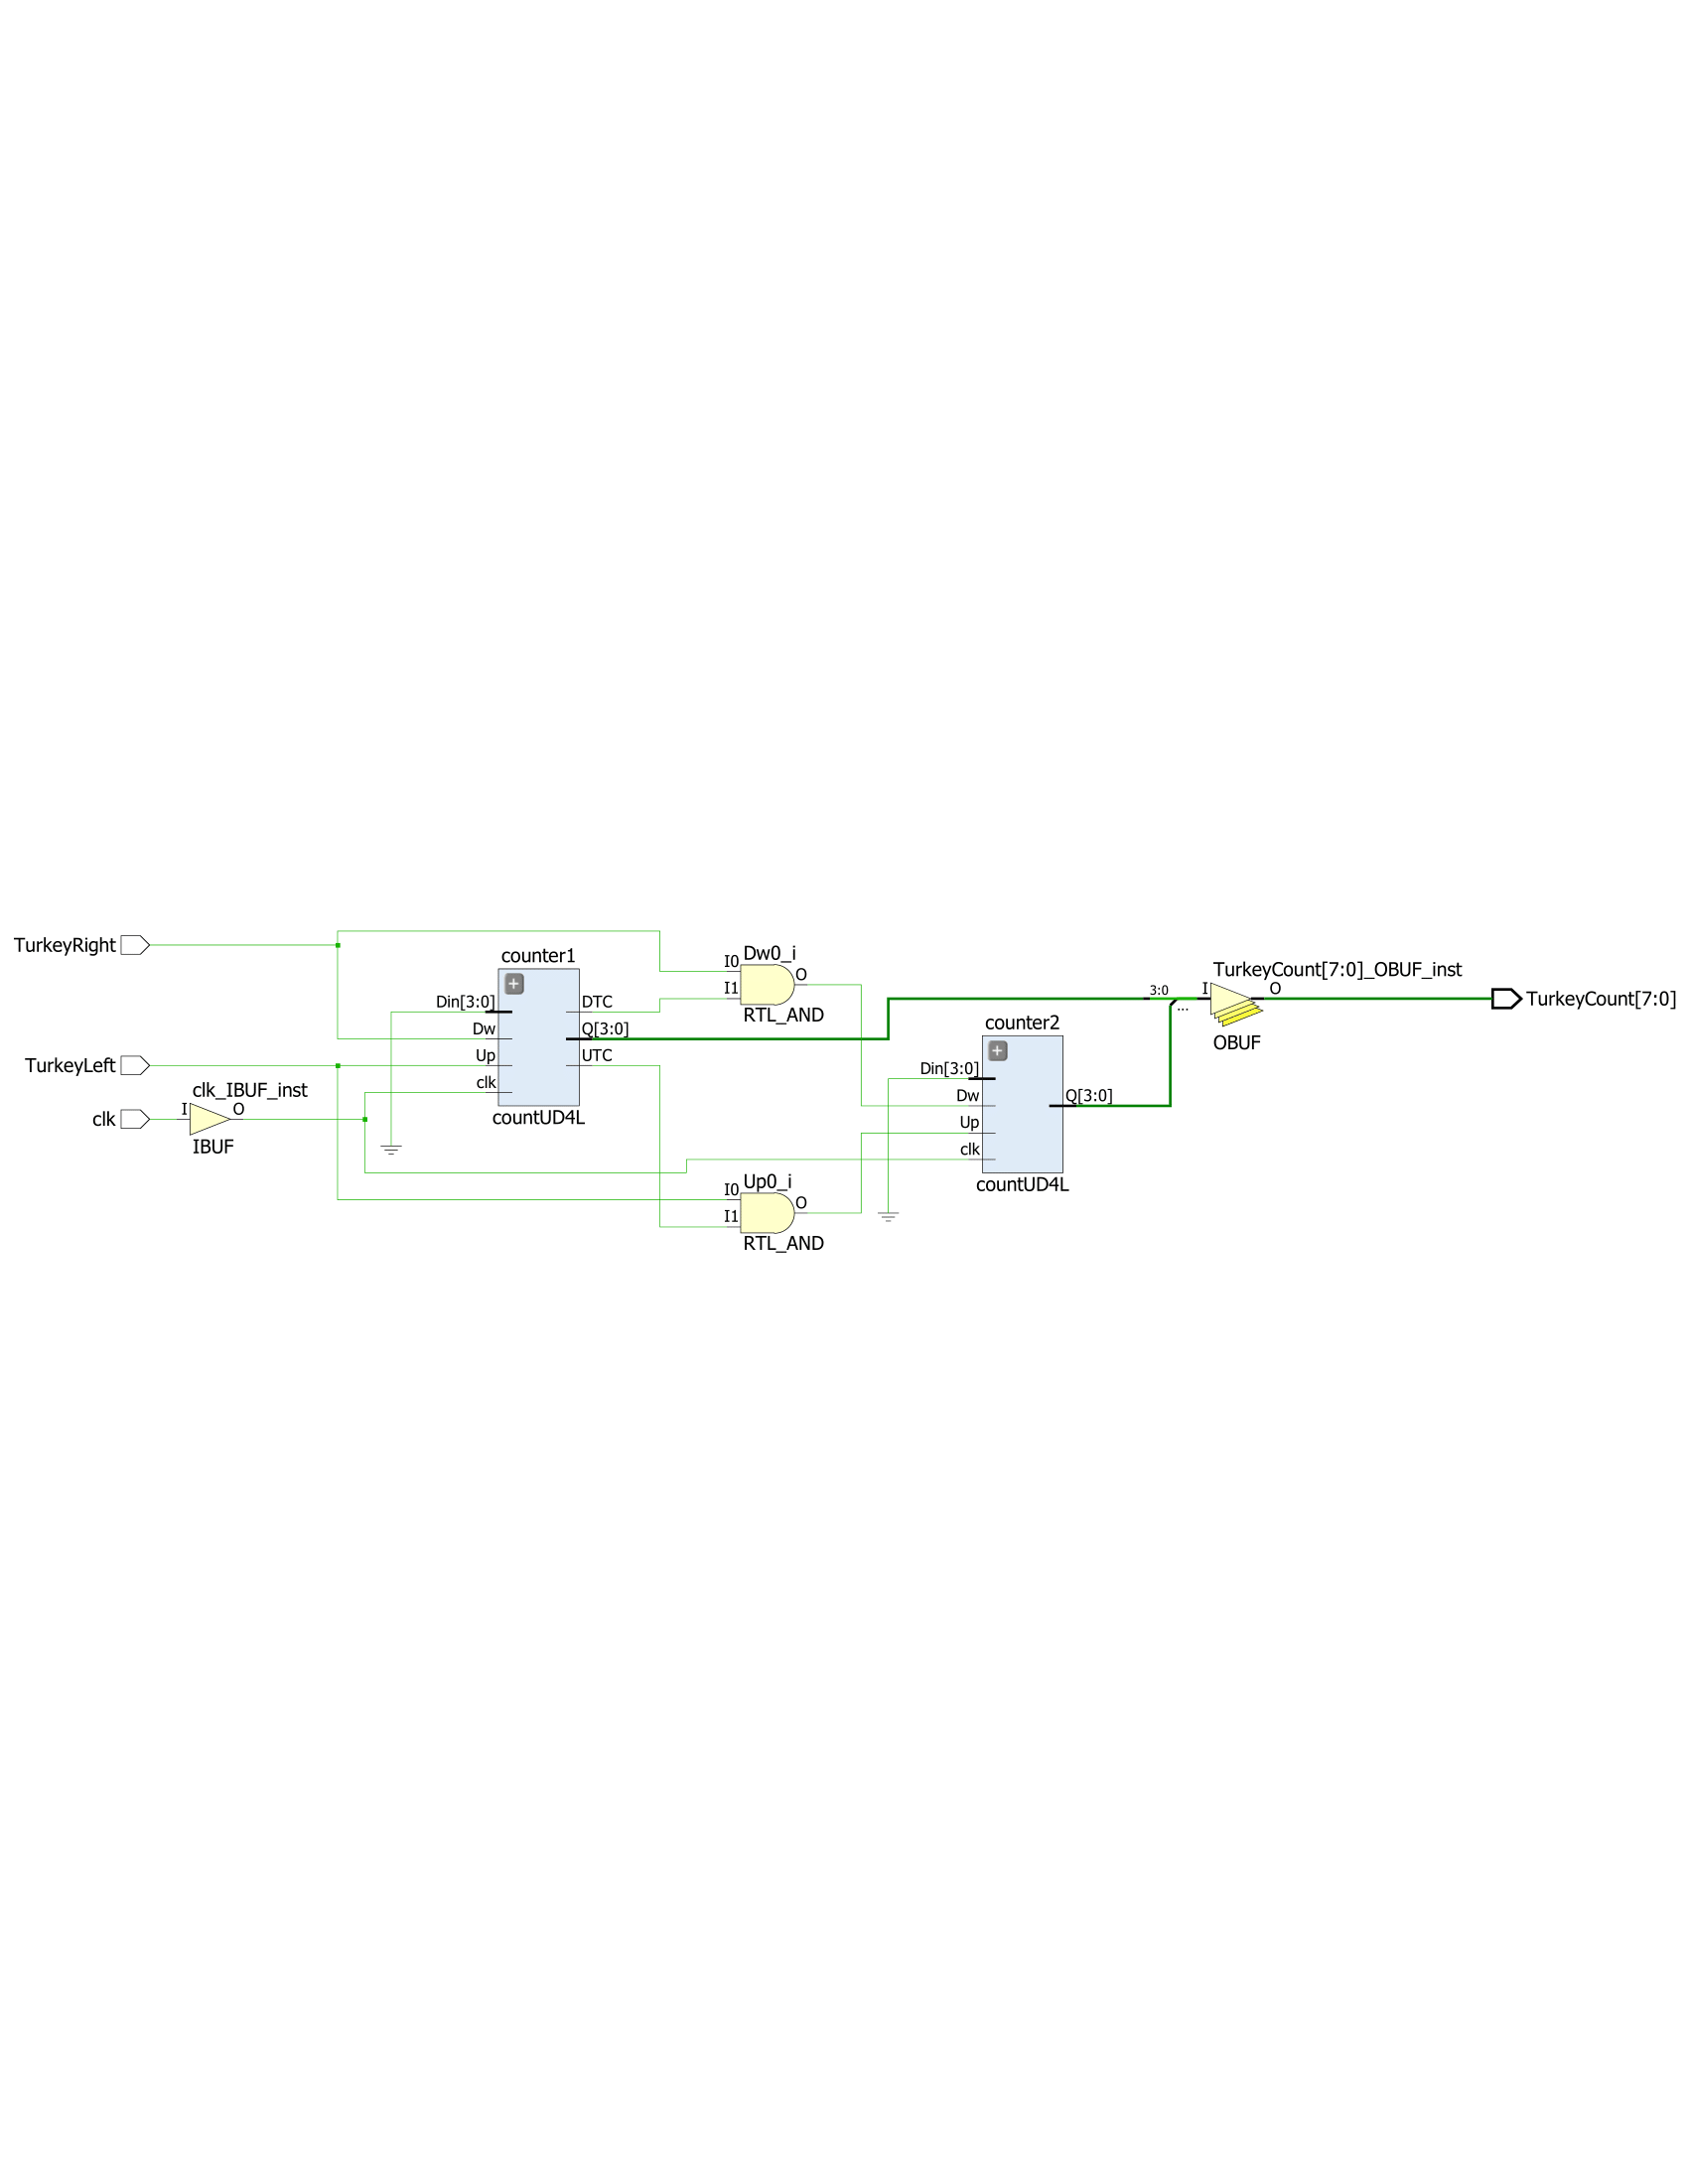 TurkeyRight
TurkeyLeft
clk
clk_IBUF_inst
I
O
IBUF
counter1
Din[3:0]
Dw
Up
clk
DTC
Q[3:0]
UTC
countUD4L
Dw0_i
I0
I1
O
RTL_AND
Up0_i
I0
I1
O
RTL_AND
counter2
Din[3:0]
Dw
Up
clk
Q[3:0]
countUD4L
3:0
...
TurkeyCount[7:0]_OBUF_inst
I
O
OBUF
TurkeyCount[7:0]